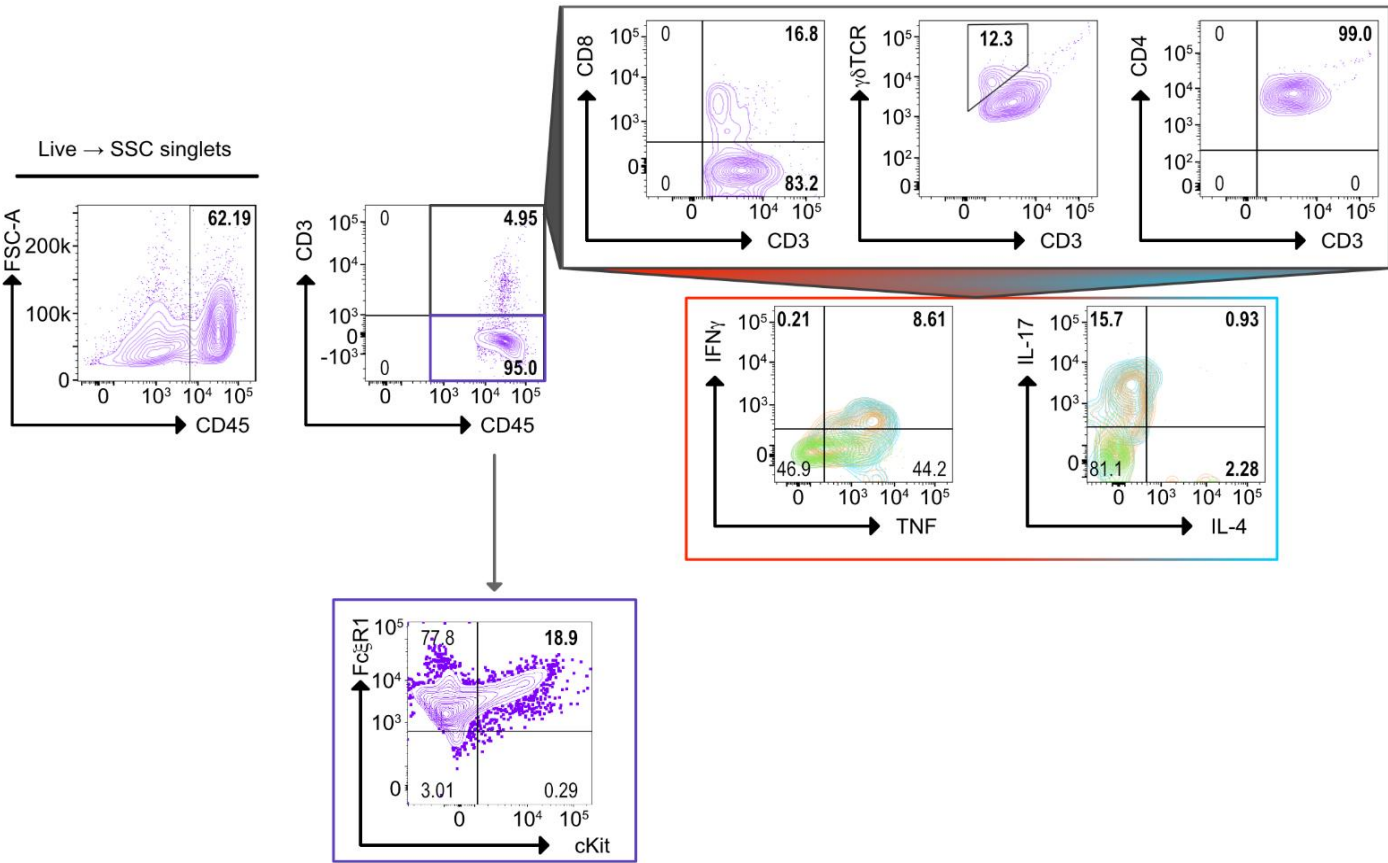 Live → SSC singlets
FSC-A
200k
100k
0
62.19
0 10³ 10⁴ 10⁵
CD45
CD3
10⁵
10⁴
10³
0
-10³
0 4.95
0 95.0
0 10³ 10⁴ 10⁵
CD45
CD8
10⁵
10⁴
10³
0
0 16.8
0 83.2
0 10⁴ 10⁵
CD3
γδTCR
10⁵
10⁴
10³
10²
0
12.3
0 10⁴ 10⁵
CD3
CD4
10⁵
10⁴
10³
10²
0
0 99.0
0 0
0 10⁴ 10⁵
CD3
IFNγ
10⁵
10⁴
10³
0
0.21 8.61
46.9 44.2
0 10³ 10⁴ 10⁵
TNF
IL-17
10⁵
10⁴
10³
0
15.7 0.93
81.1 2.28
0 10³ 10⁴ 10⁵
IL-4
FcξR1
10⁵
10⁴
10³
0
77.8 18.9
3.01 0.29
0 10⁴ 10⁵
cKit